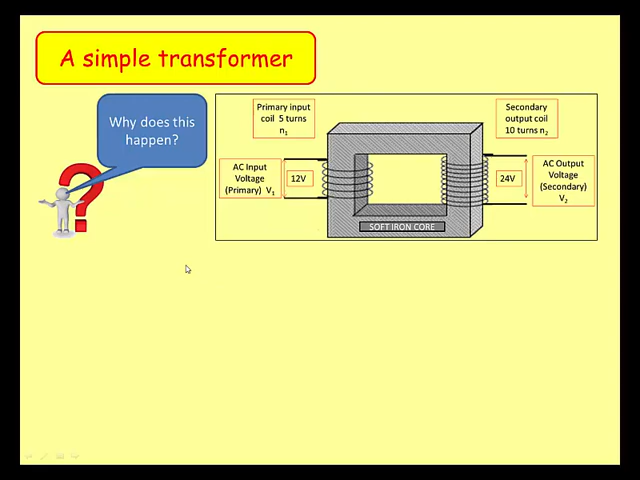 A simple transformer
Why does this
happen?
Primary input
coil 5 turns
n1
Secondary
output coil
10 turns n2
AC Input
Voltage
(Primary) V1
12V
24V
AC Output
Voltage
(Secondary)
V2
SOFT IRON CORE
?